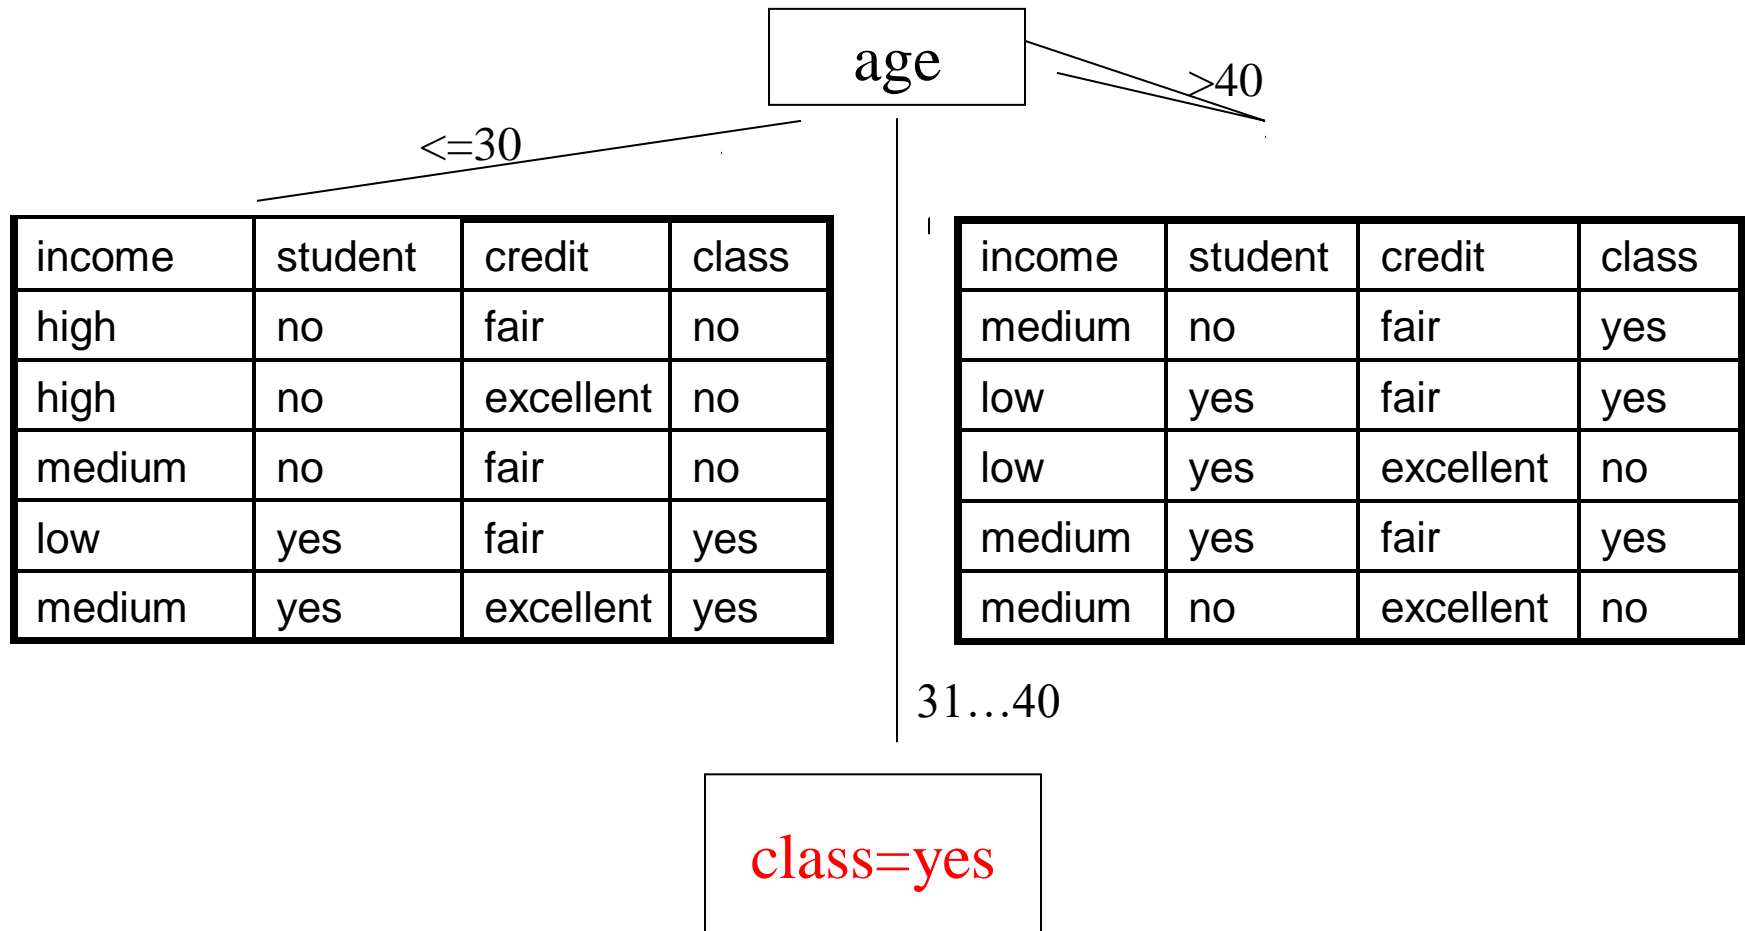 age
>40
<=30
income student credit class
high no fair no
high no excellent no
medium no fair no
low yes fair yes
medium yes excellent yes
income student credit class
medium no fair yes
low yes fair yes
low yes excellent no
medium yes fair yes
medium no excellent no
31…40
class=yes